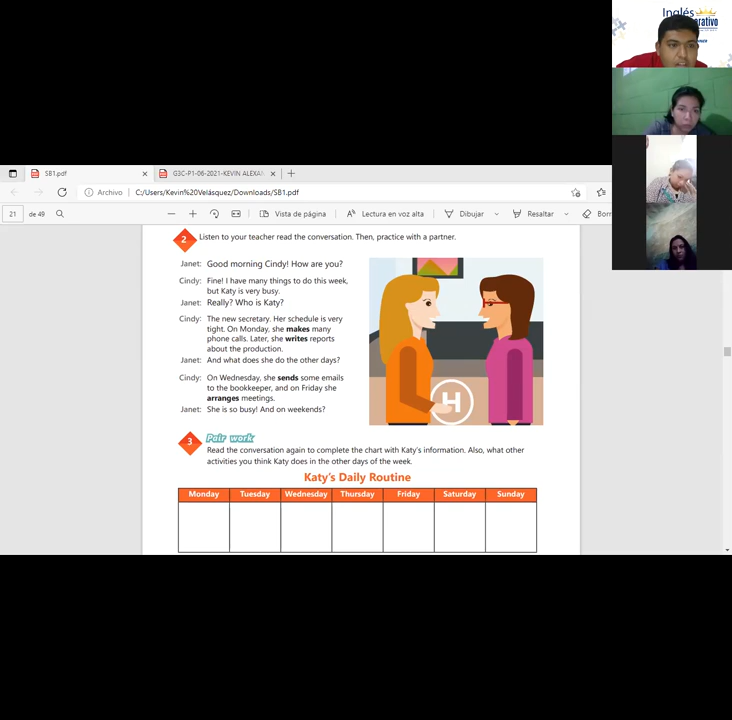 Inglés
SB1.pdf
G3C-P1-06-2021-KEVIN ALEXAN
Archivo
C:/Users/Kevin%20Velásquez/Downloads/SB1.pdf
21 de 49
Vista de página
Lectura en voz alta
Dibujar
Resaltar
Borr
2 Listen to your teacher read the conversation. Then, practice with a partner.
Janet: Good morning Cindy! How are you?
Cindy: Fine! I have many things to do this week,
but Katy is very busy.
Janet: Really? Who is Katy?
Cindy: The new secretary. Her schedule is very
tight. On Monday, she makes many
phone calls. Later, she writes reports
about the production.
Janet: And what does she do the other days?
Cindy: On Wednesday, she sends some emails
to the bookkeeper, and on Friday she
arranges meetings.
Janet: She is so busy! And on weekends?
H
3 Pair work
Read the conversation again to complete the chart with Katy's information. Also, what other
activities you think Katy does in the other days of the week.
Katy's Daily Routine
Monday Tuesday Wednesday Thursday Friday Saturday Sunday